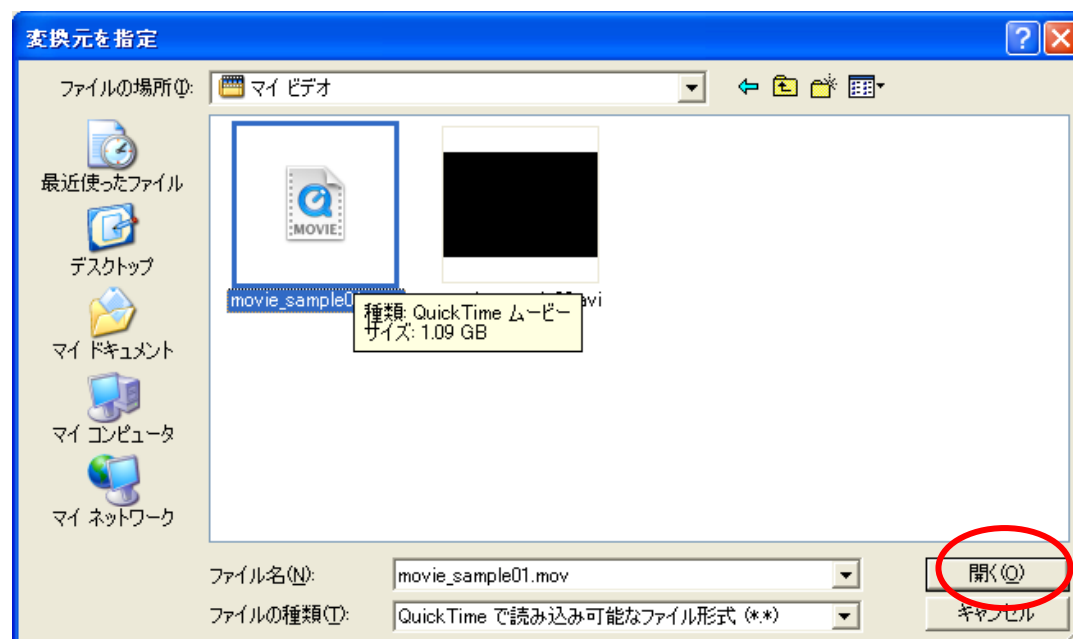 変換元を指定
ファイルの場所(I):
マイ ビデオ
最近使ったファイル
デスクトップ
マイ ドキュメント
マイ コンピュータ
マイ ネットワーク
MOVIE
movie_sample0
avi
種類: QuickTime ムービー
サイズ: 1.09 GB
ファイル名(N):
movie_sample01.mov
開く(O)
ファイルの種類(T):
QuickTime で読み込み可能なファイル形式 (*.*)
キャンセル